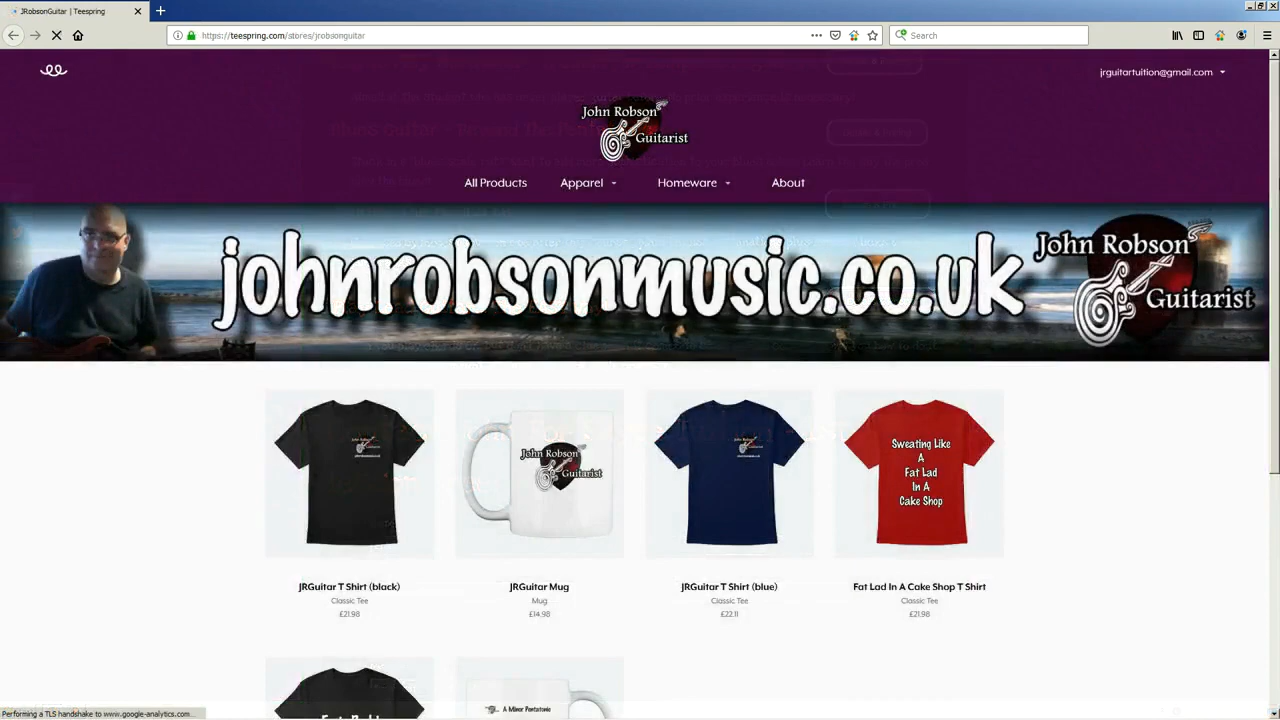 JRobsonGuitar | Teespring
https://teespring.com/stores/jrobsonguitar
Search
jrguitartuition@gmail.com
John Robson
Guitarist
All Products
Apparel
Homeware
About
johnrobsonmusic.co.uk
John Robson
Guitarist
John Robson
Guitarist
Sweating Like
A
Fat Lad
In A
Cake Shop
JRGuitar T Shirt (black)
Classic Tee
£21.98
JRGuitar Mug
Mug
£14.98
JRGuitar T Shirt (blue)
Classic Tee
£22.11
Fat Lad In A Cake Shop T Shirt
Classic Tee
£21.98
A Minor Pentatonic
Performing a TLS handshake to www.google-analytics.com...